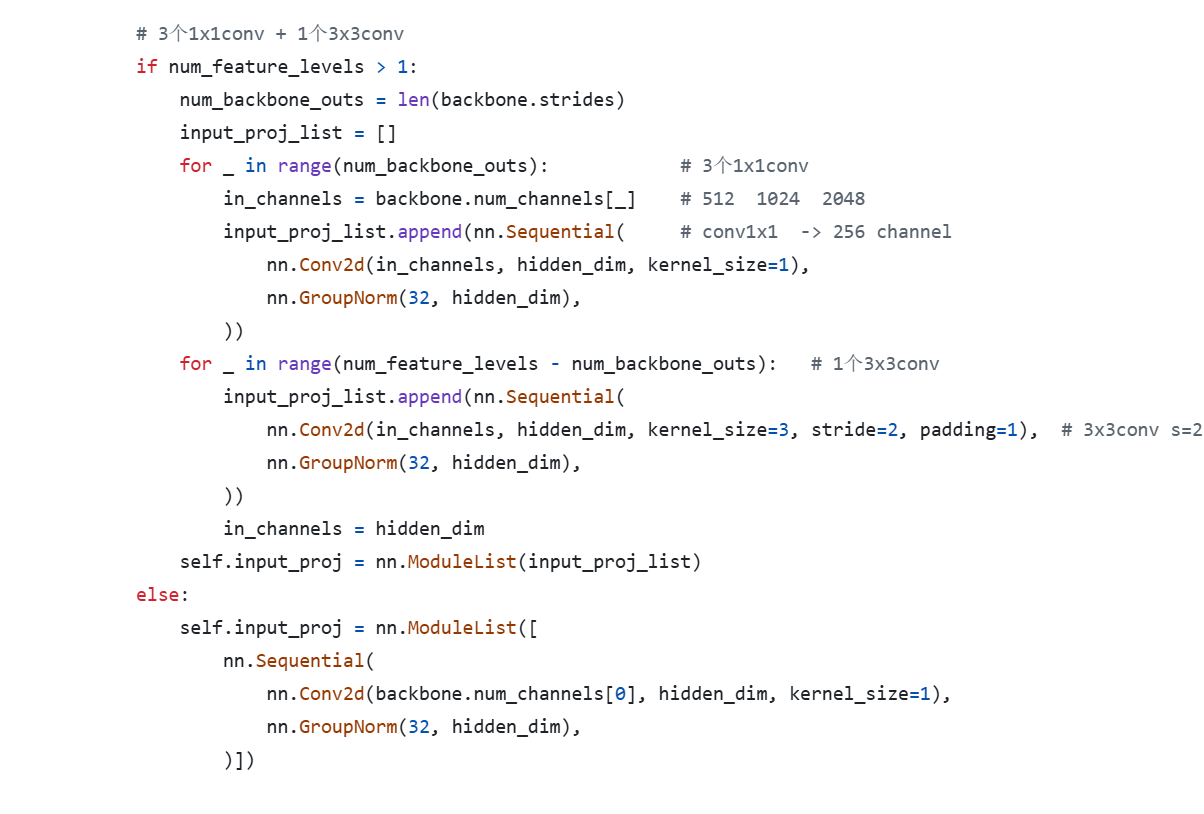 # 3个1x1conv + 1个3x3conv
if num_feature_levels > 1:
    num_backbone_outs = len(backbone.strides)
    input_proj_list = []
    for _ in range(num_backbone_outs):            # 3个1x1conv
        in_channels = backbone.num_channels[_]    # 512  1024  2048
        input_proj_list.append(nn.Sequential(     # conv1x1  -> 256 channel
            nn.Conv2d(in_channels, hidden_dim, kernel_size=1),
            nn.GroupNorm(32, hidden_dim),
        ))
    for _ in range(num_feature_levels - num_backbone_outs):   # 1个3x3conv
        input_proj_list.append(nn.Sequential(
            nn.Conv2d(in_channels, hidden_dim, kernel_size=3, stride=2, padding=1),  # 3x3conv s=2
            nn.GroupNorm(32, hidden_dim),
        ))
        in_channels = hidden_dim
    self.input_proj = nn.ModuleList(input_proj_list)
else:
    self.input_proj = nn.ModuleList([
        nn.Sequential(
            nn.Conv2d(backbone.num_channels[0], hidden_dim, kernel_size=1),
            nn.GroupNorm(32, hidden_dim),
        )])